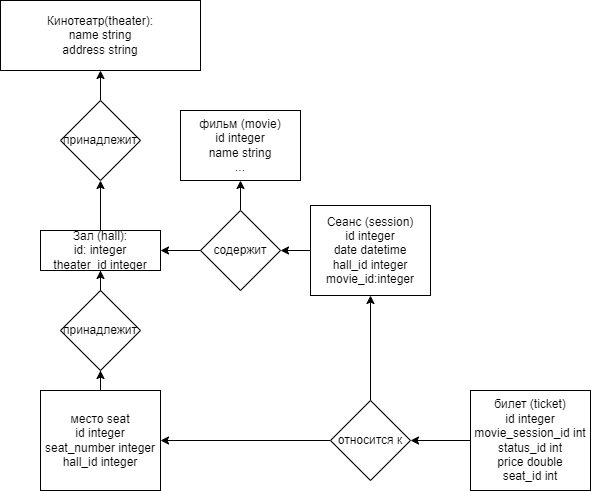 Кинотеатр(theater):
name string
address string
принадлежит
фильм (movie)
id integer
name string
...
Зал (hall):
id: integer
theater_id integer
содержит
Сеанс (session)
id integer
date datetime
hall_id integer
movie_id:integer
принадлежит
место seat
id integer
seat_number integer
hall_id integer
относится к
билет (ticket)
id integer
movie_session_id int
status_id int
price double
seat_id int